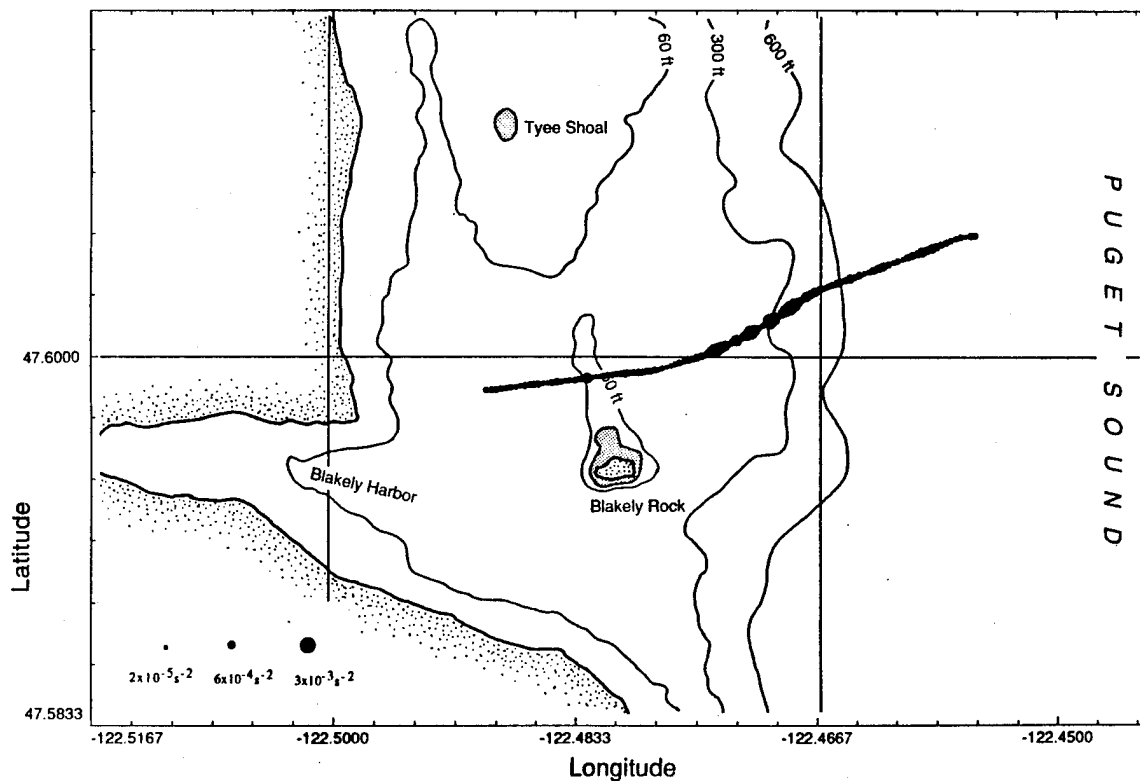 60 ft
300 ft
600 ft
Tyee Shoal
PUGET SOUND
47.6000
60 ft
Blakely Harbor
Blakely Rock
Latitude
2x10-5s-2
6x10-4s-2
3x10-3s-2
47.5833
-122.5167
-122.5000
-122.4833
-122.4667
-122.4500
Longitude